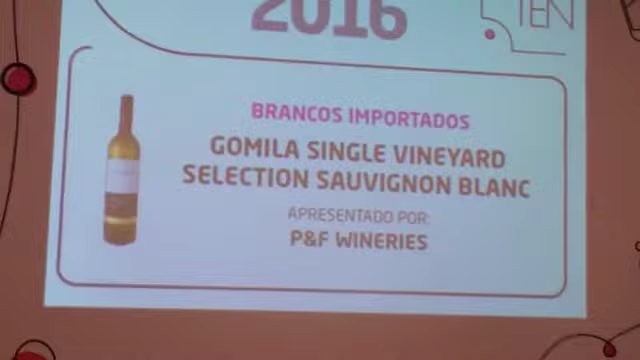 2016
TEN
BRANCOS IMPORTADOS
GOMILA SINGLE VINEYARD
SELECTION SAUVIGNON BLANC
APRESENTADO POR:
P&F WINERIES